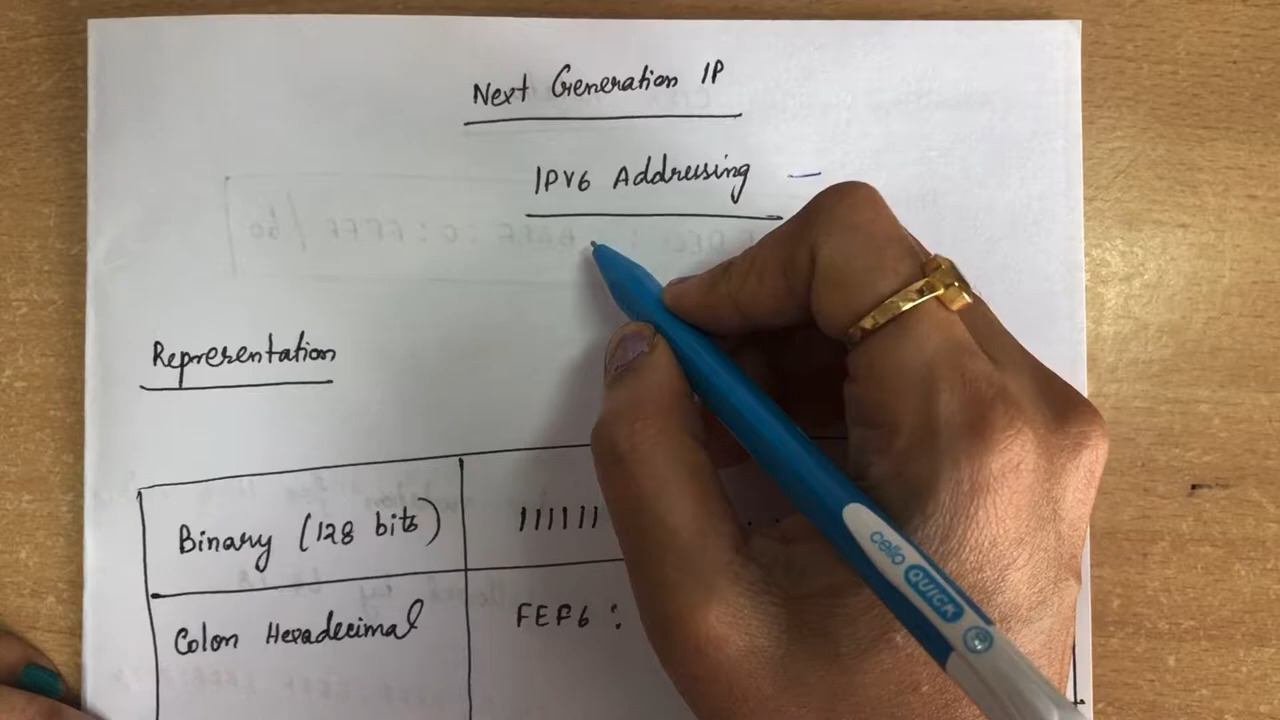 Next Generation IP
IPV6 Addressing –
Representation
Binary (128 bits) 111111 . .
Colon Hexadecimal FEF6 :
cello QUICK